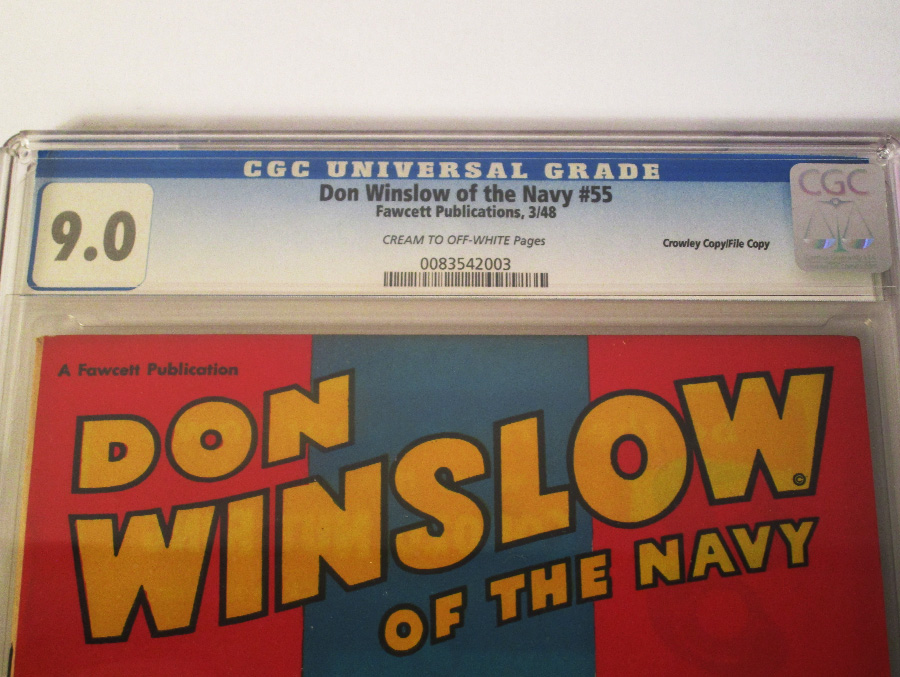 CGC UNIVERSAL GRADE
9.0
Don Winslow of the Navy #55
Fawcett Publications, 3/48
CREAM TO OFF-WHITE Pages
Crowley Copy/File Copy
0083542003
CGC
A Fawcett Publication
DON
WINSLOW
©
OF THE NAVY